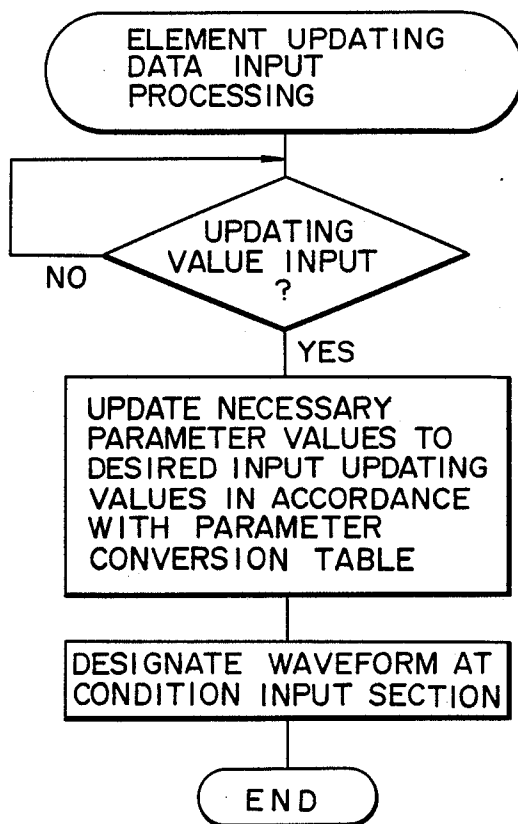 ELEMENT UPDATING
DATA INPUT
PROCESSING
UPDATING
VALUE INPUT
?
NO
YES
UPDATE NECESSARY
PARAMETER VALUES TO
DESIRED INPUT UPDATING
VALUES IN ACCORDANCE
WITH PARAMETER
CONVERSION TABLE
DESIGNATE WAVEFORM AT
CONDITION INPUT SECTION
END